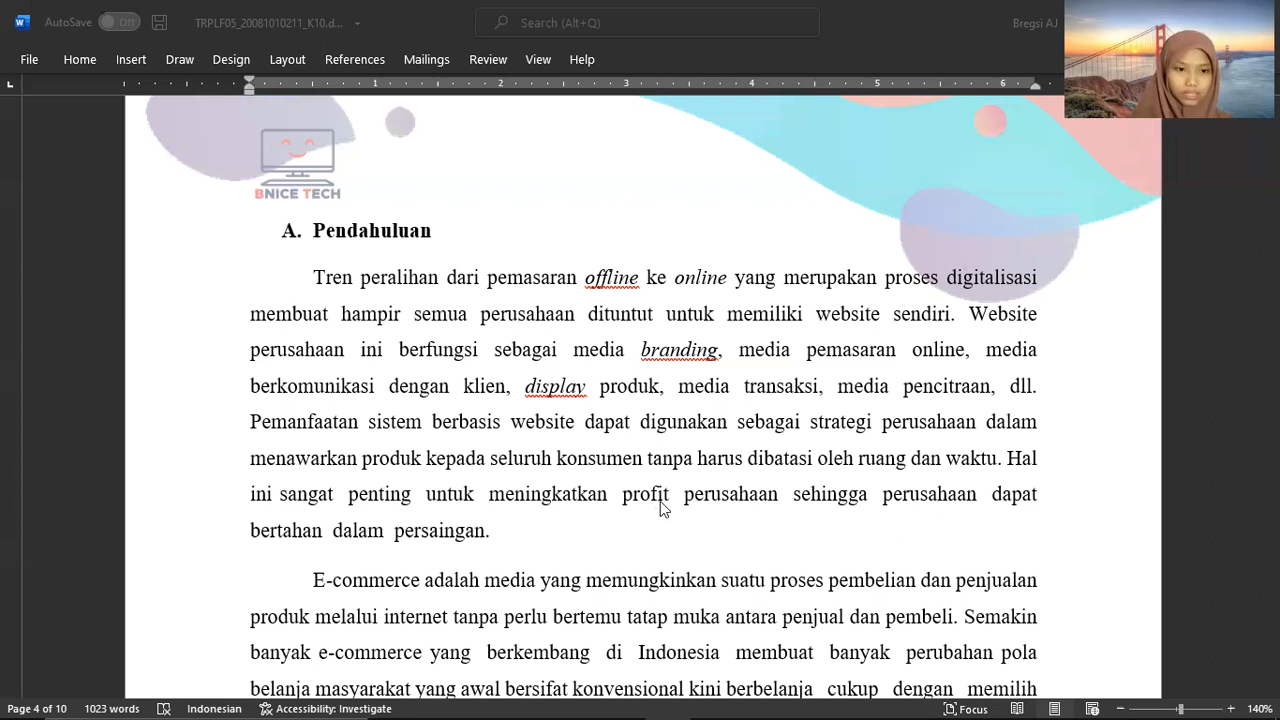 AutoSave Off TRPLF05_20081010211_K10.d... Search (Alt+Q) Bregsi AJ
File Home Insert Draw Design Layout References Mailings Review View Help
1 2 3 4 5 6
BNICE TECH
A. Pendahuluan
Tren peralihan dari pemasaran offline ke online yang merupakan proses digitalisasi
membuat hampir semua perusahaan dituntut untuk memiliki website sendiri. Website
perusahaan ini berfungsi sebagai media branding, media pemasaran online, media
berkomunikasi dengan klien, display produk, media transaksi, media pencitraan, dll.
Pemanfaatan sistem berbasis website dapat digunakan sebagai strategi perusahaan dalam
menawarkan produk kepada seluruh konsumen tanpa harus dibatasi oleh ruang dan waktu. Hal
ini sangat penting untuk meningkatkan profit perusahaan sehingga perusahaan dapat
bertahan dalam persaingan.
E-commerce adalah media yang memungkinkan suatu proses pembelian dan penjualan
produk melalui internet tanpa perlu bertemu tatap muka antara penjual dan pembeli. Semakin
banyak e-commerce yang berkembang di Indonesia membuat banyak perubahan pola
belanja masyarakat yang awal bersifat konvensional kini berbelanja cukup dengan memilih
Page 4 of 10 1023 words Indonesian Accessibility: Investigate Focus 140%